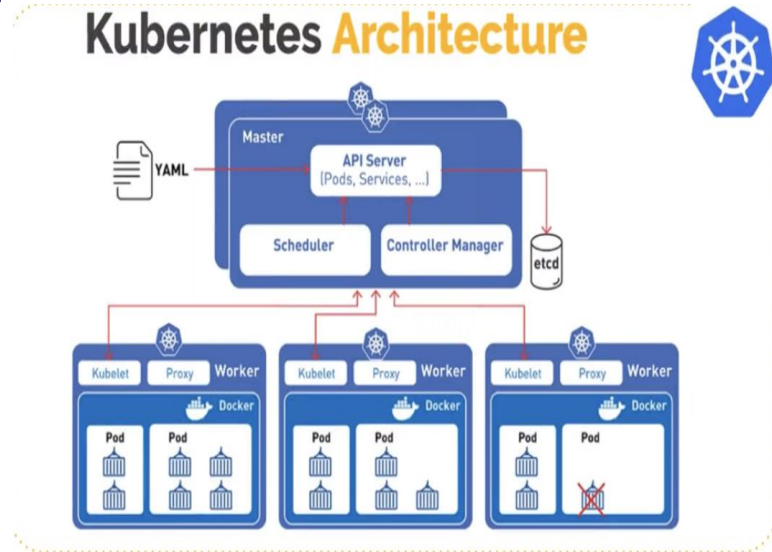 Kubernetes Architecture
Master
YAML
API Server
(Pods, Services, ...)
Scheduler
Controller Manager
etcd
Kubelet
Proxy
Worker
Docker
Pod
Pod
Kubelet
Proxy
Worker
Docker
Pod
Pod
Kubelet
Proxy
Worker
Docker
Pod
Pod